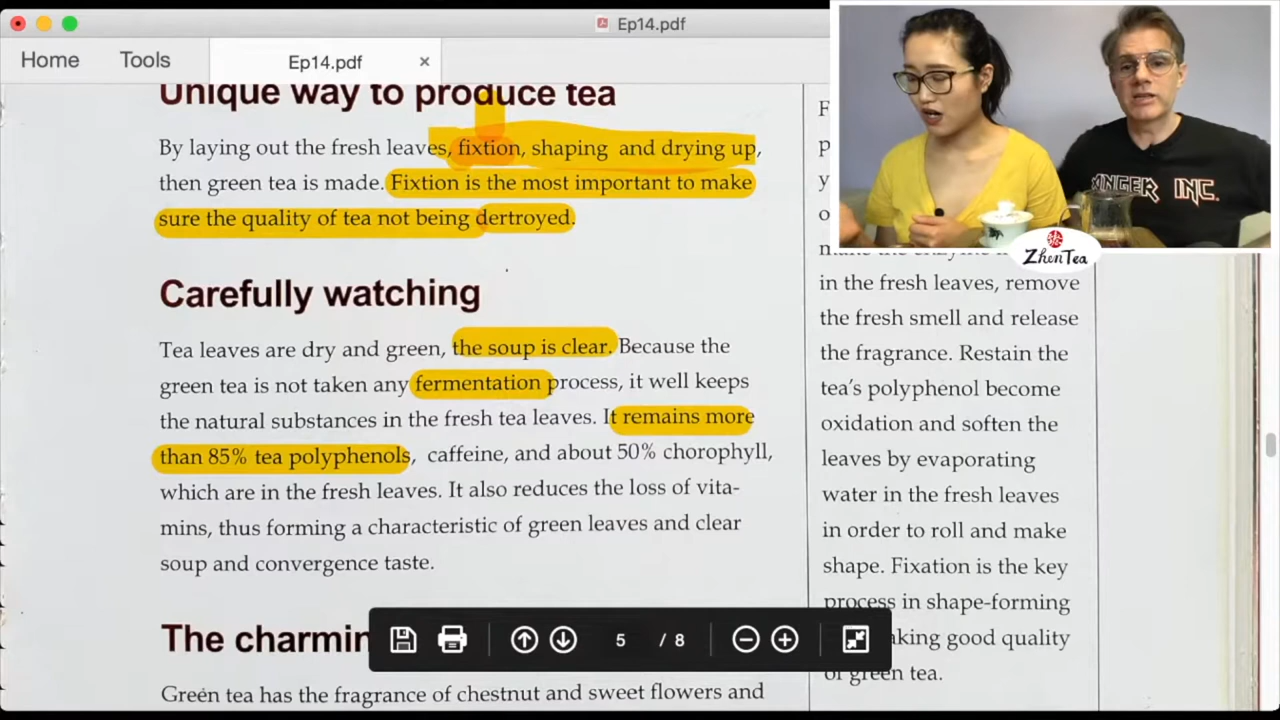 Ep14.pdf
Home
Tools
Ep14.pdf
×
Unique way to produce tea
By laying out the fresh leaves, fixtion, shaping and drying up,
then green tea is made. Fixtion is the most important to make
sure the quality of tea not being dertroyed.
Carefully watching
Tea leaves are dry and green, the soup is clear. Because the
green tea is not taken any fermentation process, it well keeps
the natural substances in the fresh tea leaves. It remains more
than 85% tea polyphenols, caffeine, and about 50% chorophyll,
which are in the fresh leaves. It also reduces the loss of vita-
mins, thus forming a characteristic of green leaves and clear
soup and convergence taste.
The charmin
Green tea has the fragrance of chestnut and sweet flowers and
in the fresh leaves, remove
the fresh smell and release
the fragrance. Restain the
tea's polyphenol become
oxidation and soften the
leaves by evaporating
water in the fresh leaves
in order to roll and make
shape. Fixation is the key
process in shape-forming
aking good quality
of green tea.
5 / 8
ANGER INC.
ZhenTea